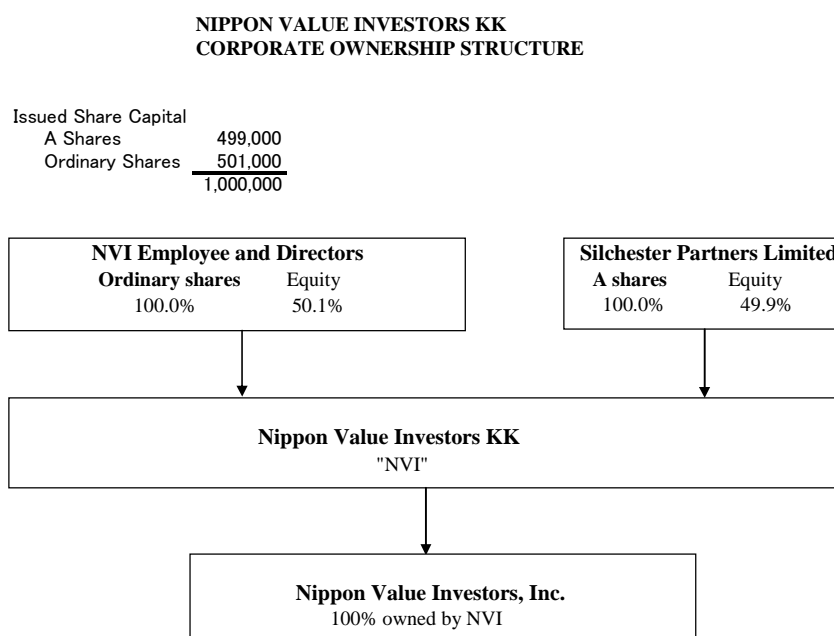 NIPPON VALUE INVESTORS KK
CORPORATE OWNERSHIP STRUCTURE
Issued Share Capital
A Shares 499,000
Ordinary Shares 501,000
1,000,000
NVI Employee and Directors
Ordinary shares Equity
100.0% 50.1%
Silchester Partners Limited
A shares Equity
100.0% 49.9%
Nippon Value Investors KK
"NVI"
Nippon Value Investors, Inc.
100% owned by NVI